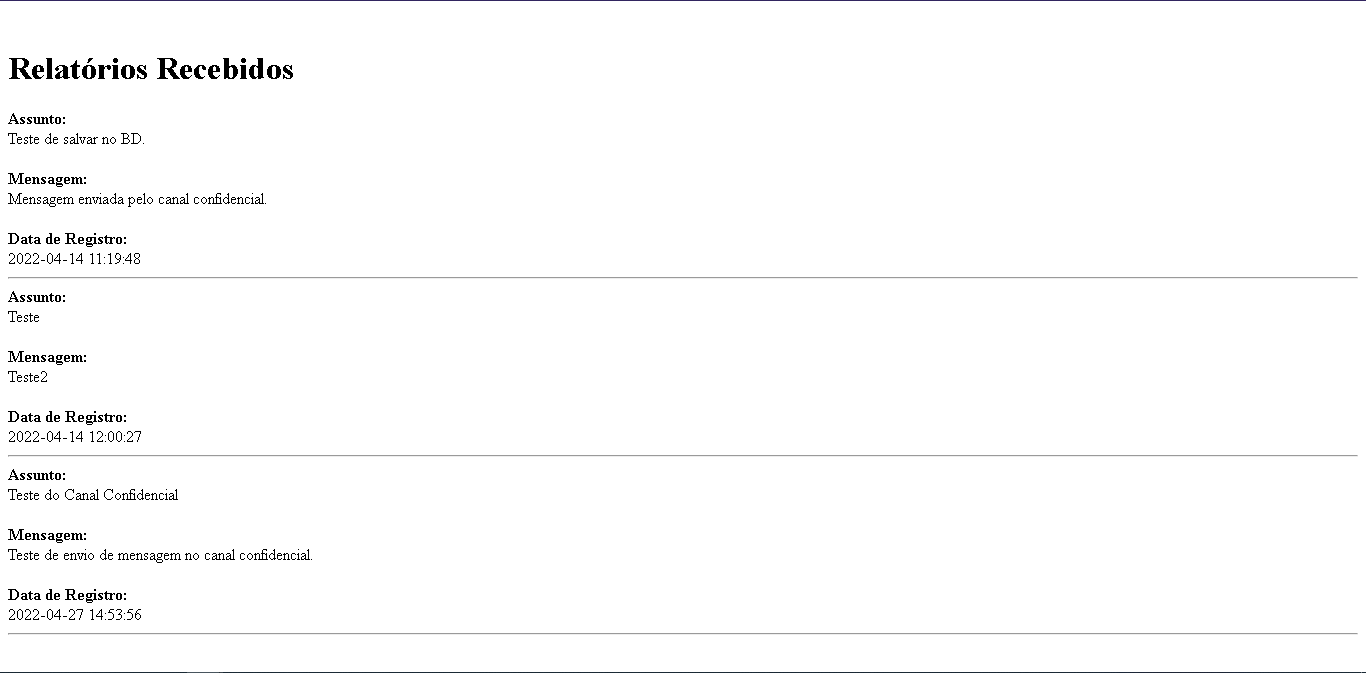 Relatórios Recebidos
Assunto:
Teste de salvar no BD.
Mensagem:
Mensagem enviada pelo canal confidencial.
Data de Registro:
2022-04-14 11:19:48
Assunto:
Teste
Mensagem:
Teste2
Data de Registro:
2022-04-14 12:00:27
Assunto:
Teste do Canal Confidencial
Mensagem:
Teste de envio de mensagem no canal confidencial.
Data de Registro:
2022-04-27 14:53:56